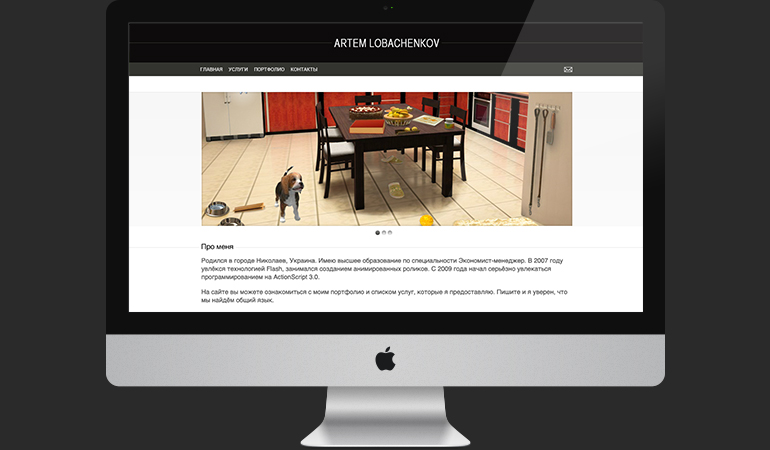 ARTEM LOBACHENKOV
ГЛАВНАЯ УСЛУГИ ПОРТФОЛИО КОНТАКТЫ
Про меня
Родился в городе Николаев, Украина. Имею высшее образование по специальности Экономист-менеджер. В 2007 году
увлёкся технологией Flash, занимался созданием анимированных роликов. С 2009 года начал серьёзно увлекаться
программированием на ActionScript 3.0.
На сайте вы можете ознакомиться с моим портфолио и списком услуг, которые я предоставляю. Пишите и я уверен, что
мы найдём общий язык.